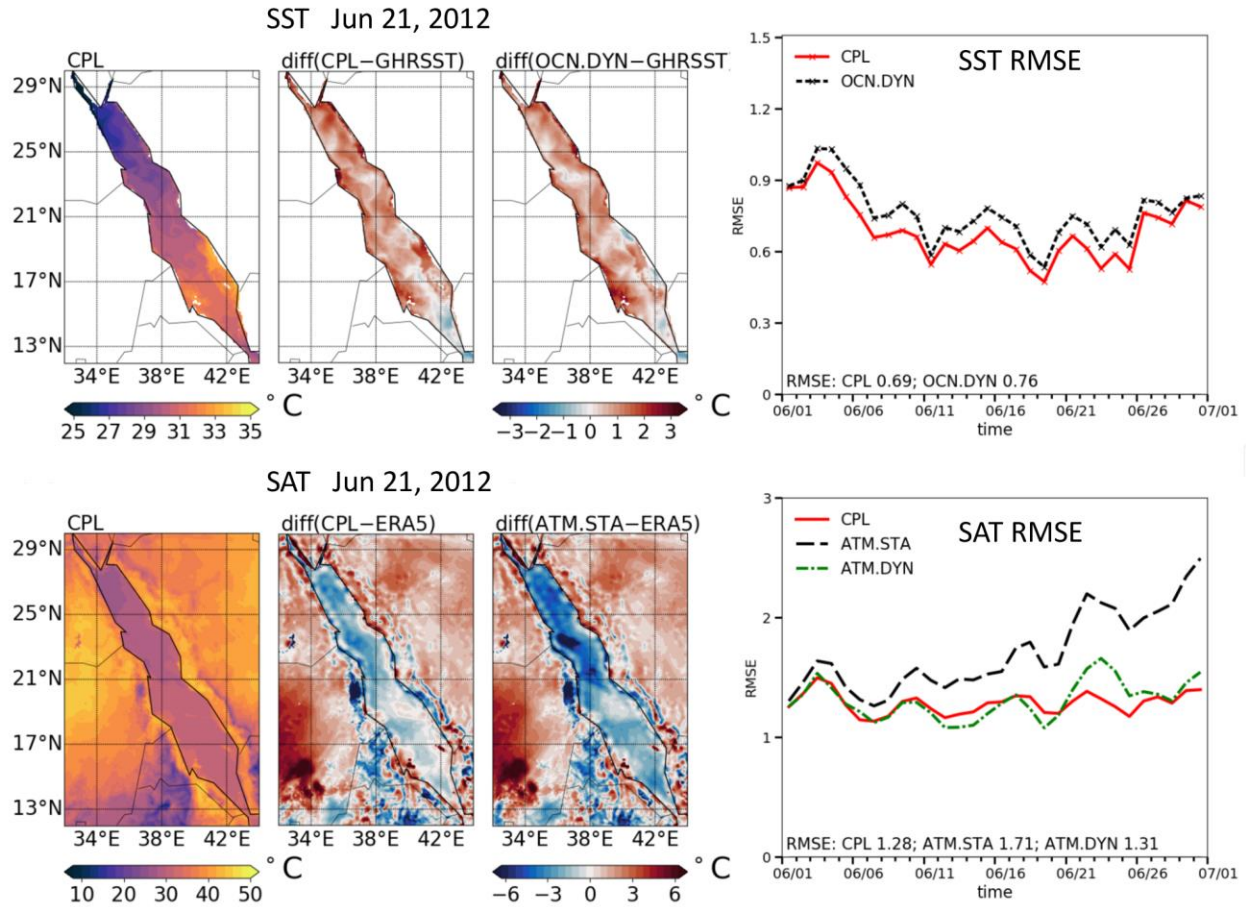 SST Jun 21, 2012
CPL
diff(CPL−GHRSST)
diff(OCN.DYN−GHRSST)
29°N
25°N
21°N
17°N
13°N
34°E 38°E 42°E
34°E 38°E 42°E
34°E 38°E 42°E
25 27 29 31 33 35
°C
−3−2−1 0 1 2 3
°C
SST RMSE
CPL
OCN.DYN
1.5
1.2
0.9
0.6
0.3
0
RMSE
RMSE: CPL 0.69; OCN.DYN 0.76
06/01 06/06 06/11 06/16 06/21 06/26 07/01
time
SAT Jun 21, 2012
CPL
diff(CPL−ERA5)
diff(ATM.STA−ERA5)
29°N
25°N
21°N
17°N
13°N
34°E 38°E 42°E
34°E 38°E 42°E
34°E 38°E 42°E
10 20 30 40 50
°C
−6 −3 0 3 6
°C
SAT RMSE
CPL
ATM.STA
ATM.DYN
3
2
1
0
RMSE
RMSE: CPL 1.28; ATM.STA 1.71; ATM.DYN 1.31
06/01 06/06 06/11 06/16 06/21 06/26 07/01
time